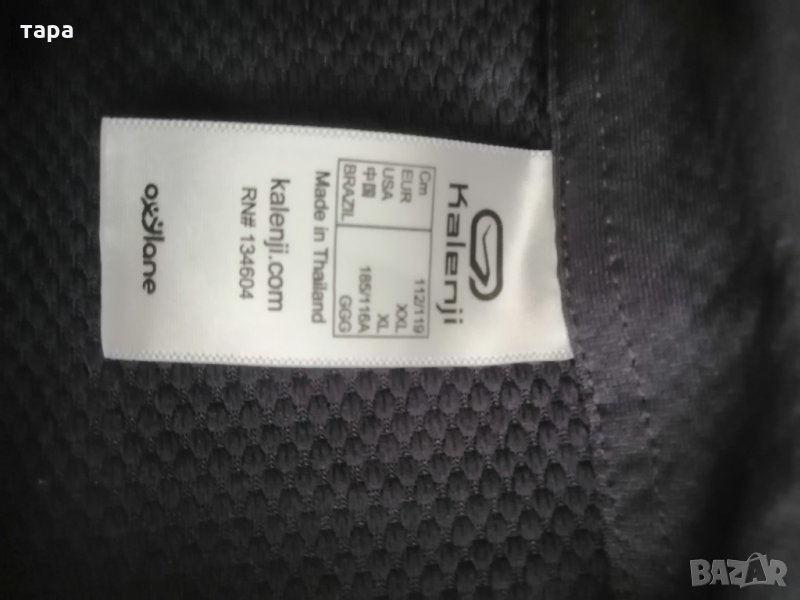 тара
Kalenji
Cm 112/119
EUR XXL
USA XL
中国 185/116A
BRAZIL GGG
Made in Thailand
kalenji.com
RN# 134604
oxylane
BAZAR